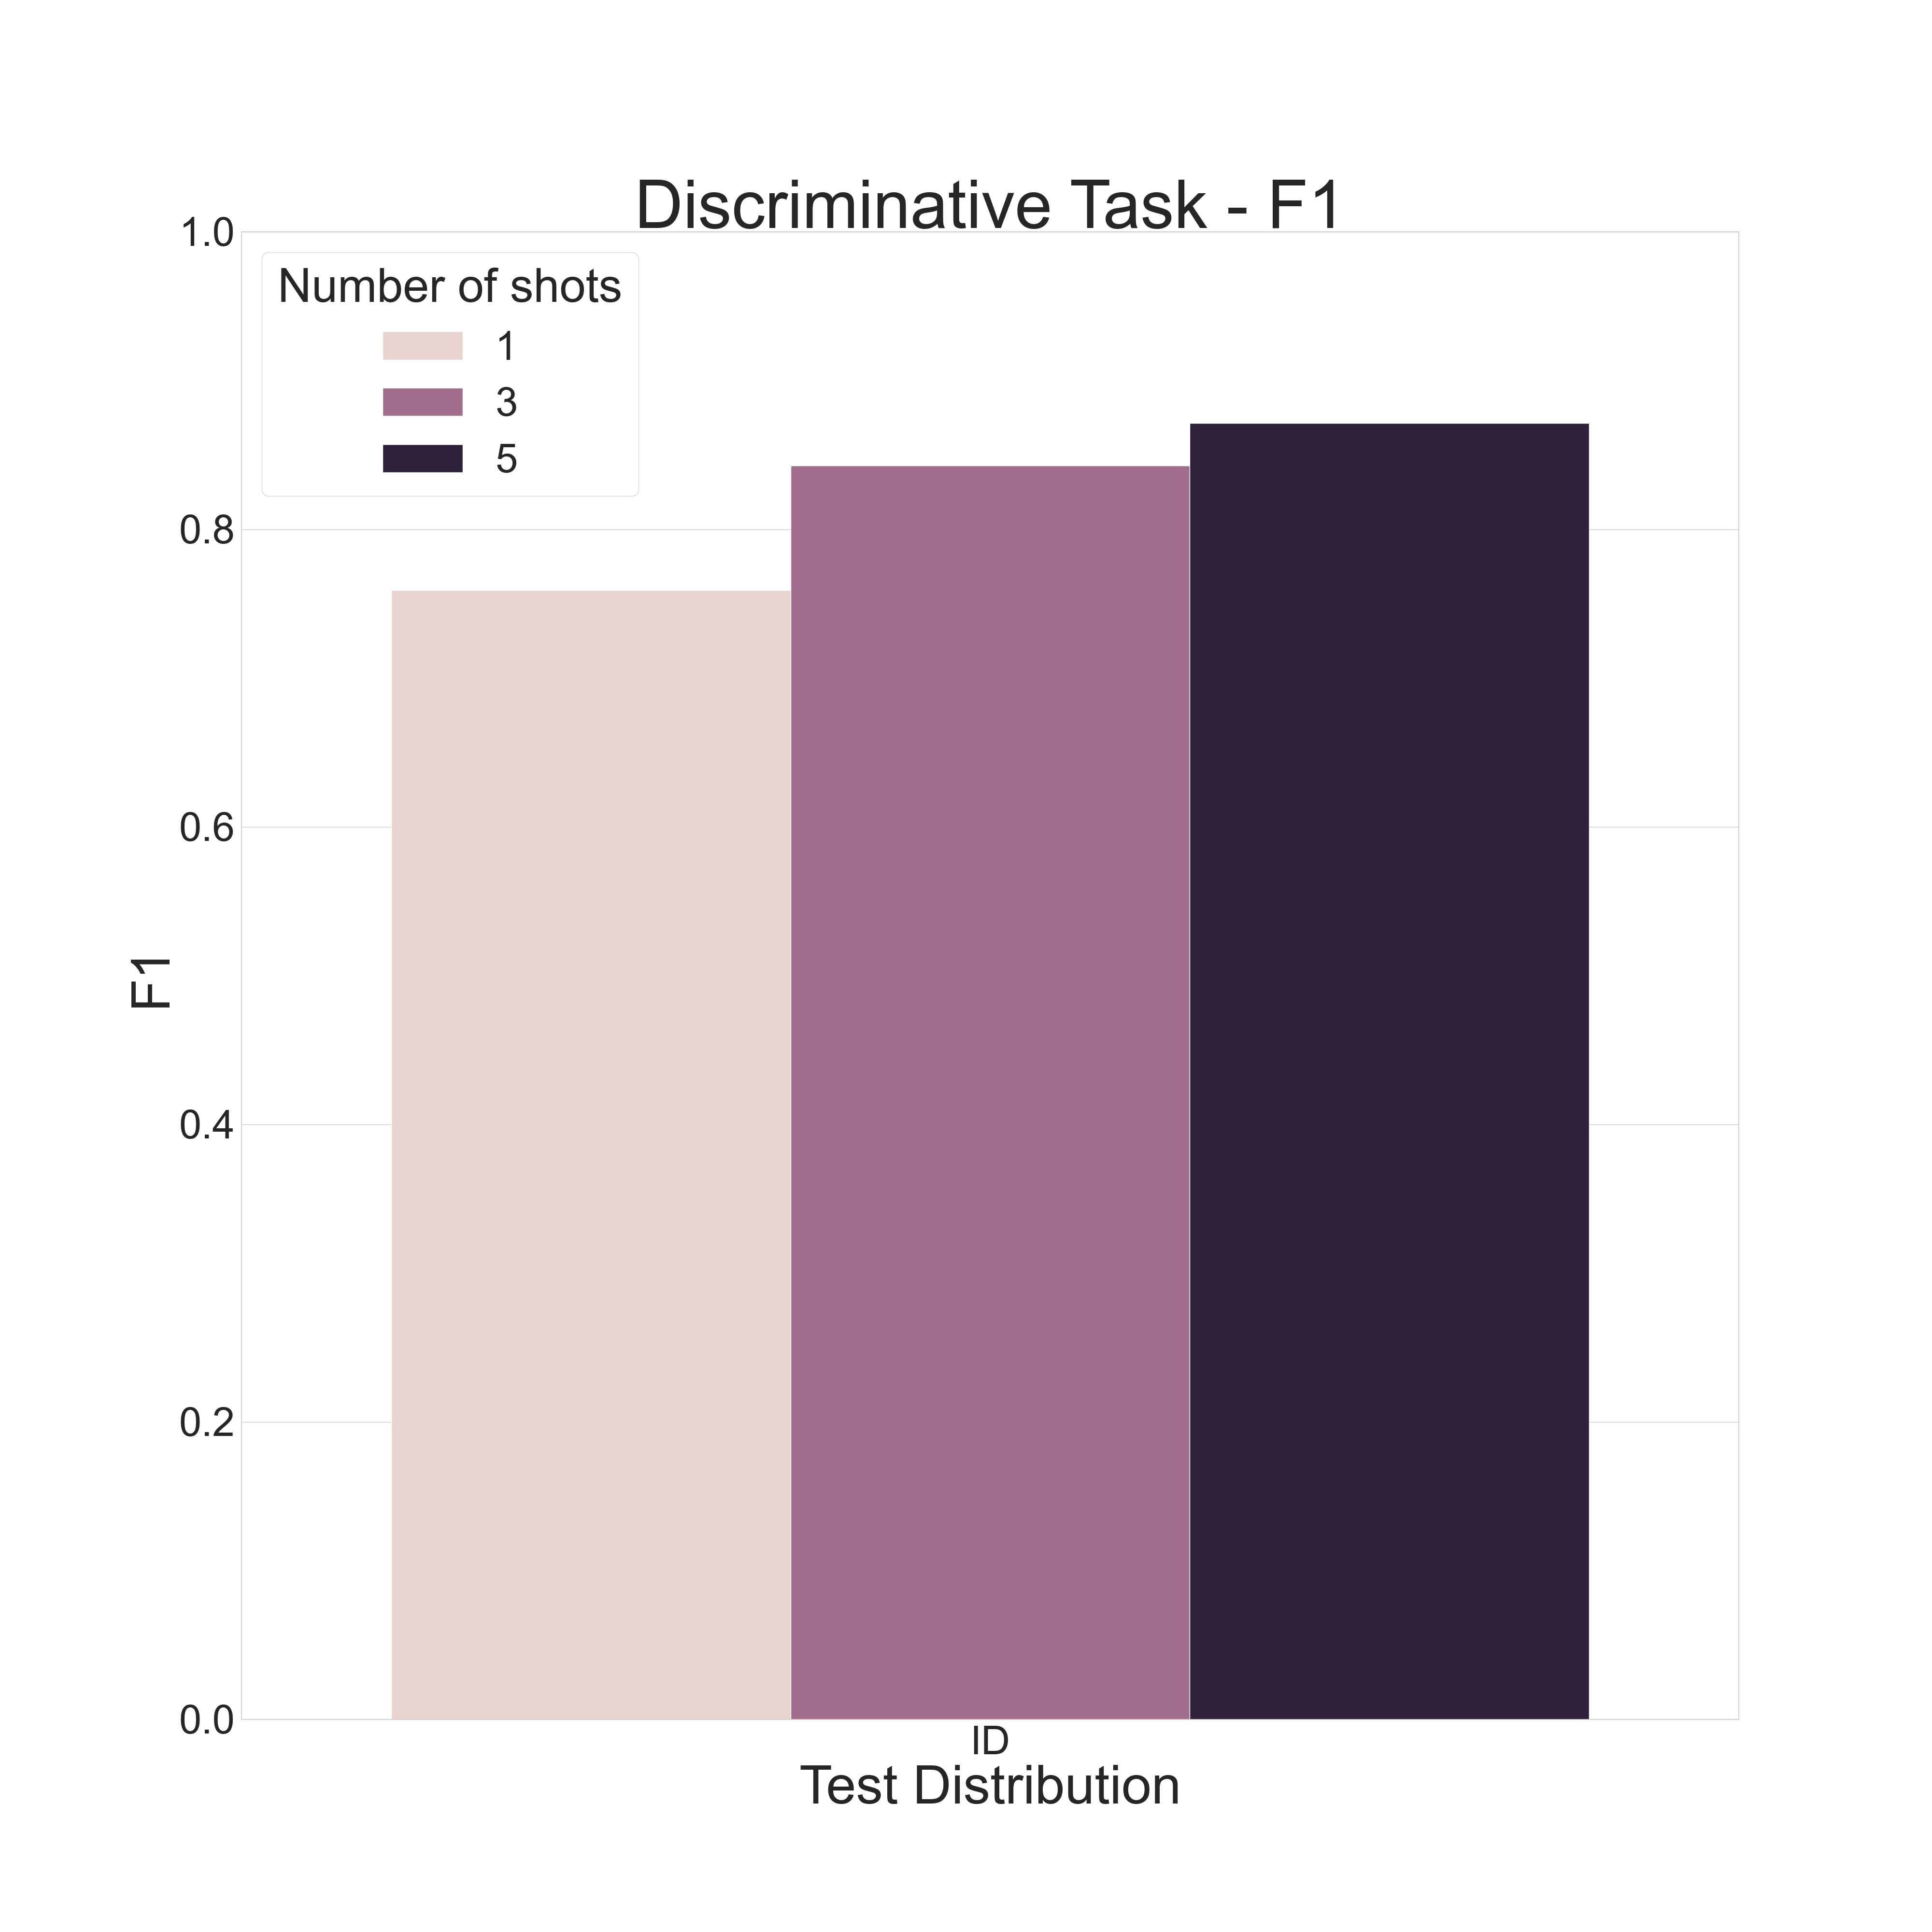 Discriminative Task - F1
1.0
Number of shots
1
3
5
0.8
0.6
0.4
0.2
0.0
F1
ID
Test Distribution